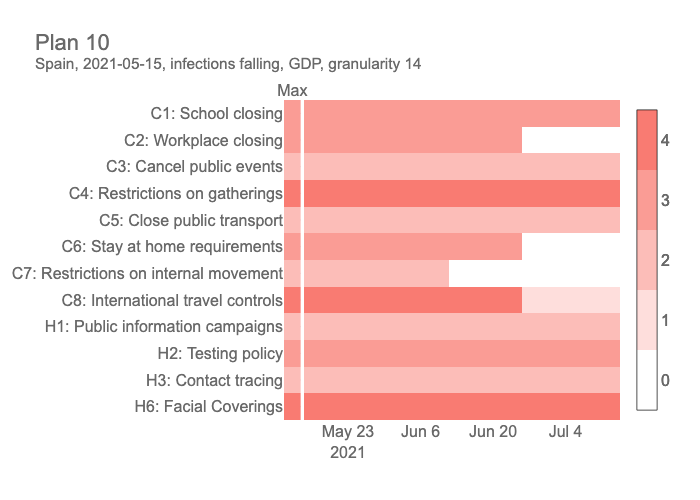 Plan 10
Spain, 2021-05-15, infections falling, GDP, granularity 14
Max
C1: School closing
C2: Workplace closing
C3: Cancel public events
C4: Restrictions on gatherings
C5: Close public transport
C6: Stay at home requirements
C7: Restrictions on internal movement
C8: International travel controls
H1: Public information campaigns
H2: Testing policy
H3: Contact tracing
H6: Facial Coverings
May 23 Jun 6 Jun 20 Jul 4
2021
4
3
2
1
0